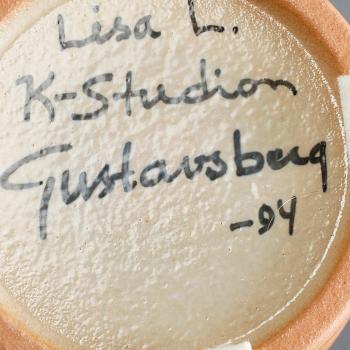 Lisa L.
K-Studion
Gustavsberg
-94